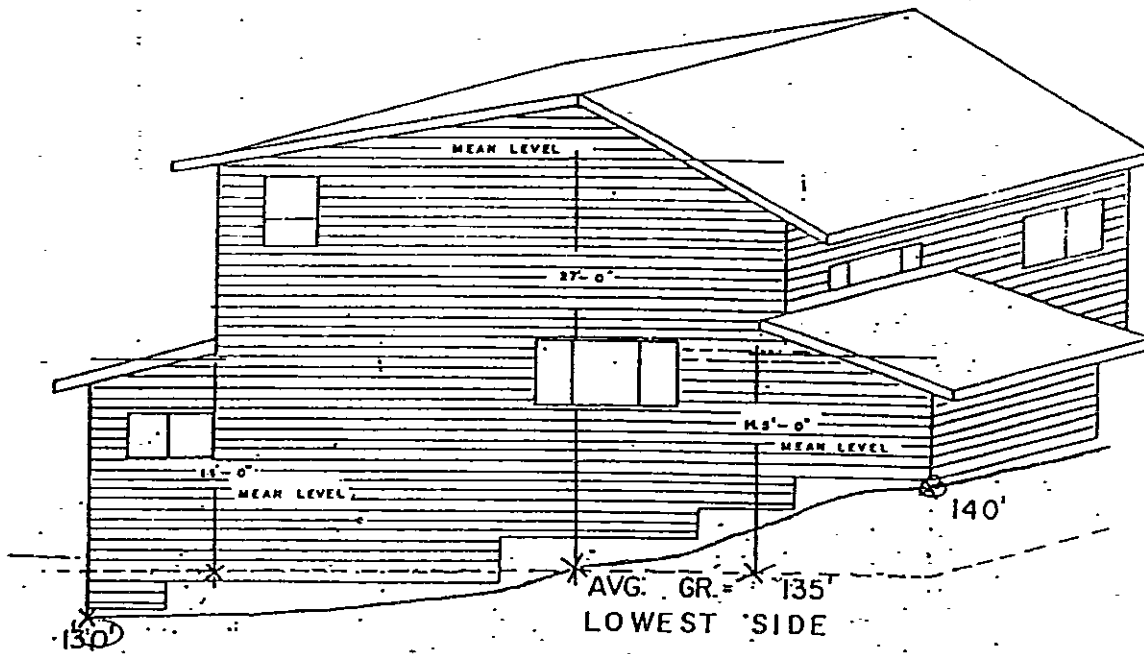 MEAN LEVEL
27'-0"
14.5'-0"
MEAN LEVEL
MEAN LEVEL
140'
AVG. GR. = 135'
LOWEST SIDE
130'